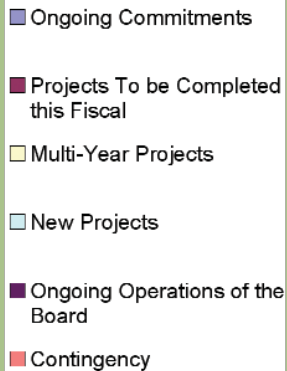 Ongoing Commitments
Projects To be Completed
this Fiscal
Multi-Year Projects
New Projects
Ongoing Operations of the
Board
Contingency